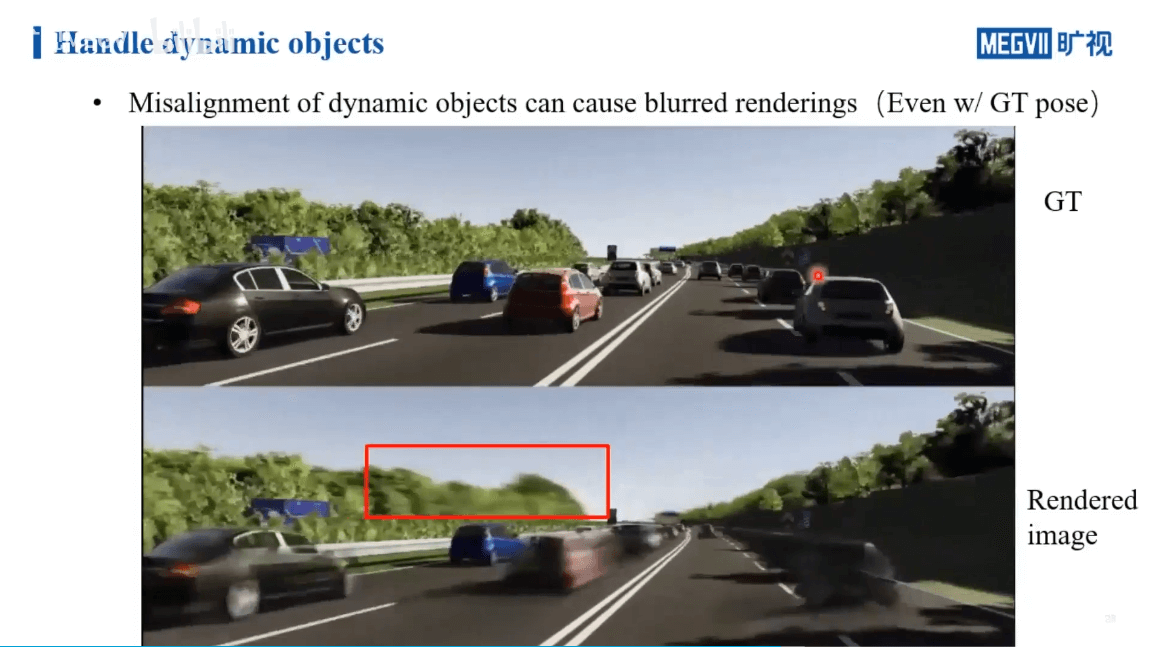 Handle dynamic objects
MEGVII 旷视
• Misalignment of dynamic objects can cause blurred renderings（Even w/ GT pose）
GT
Rendered
image